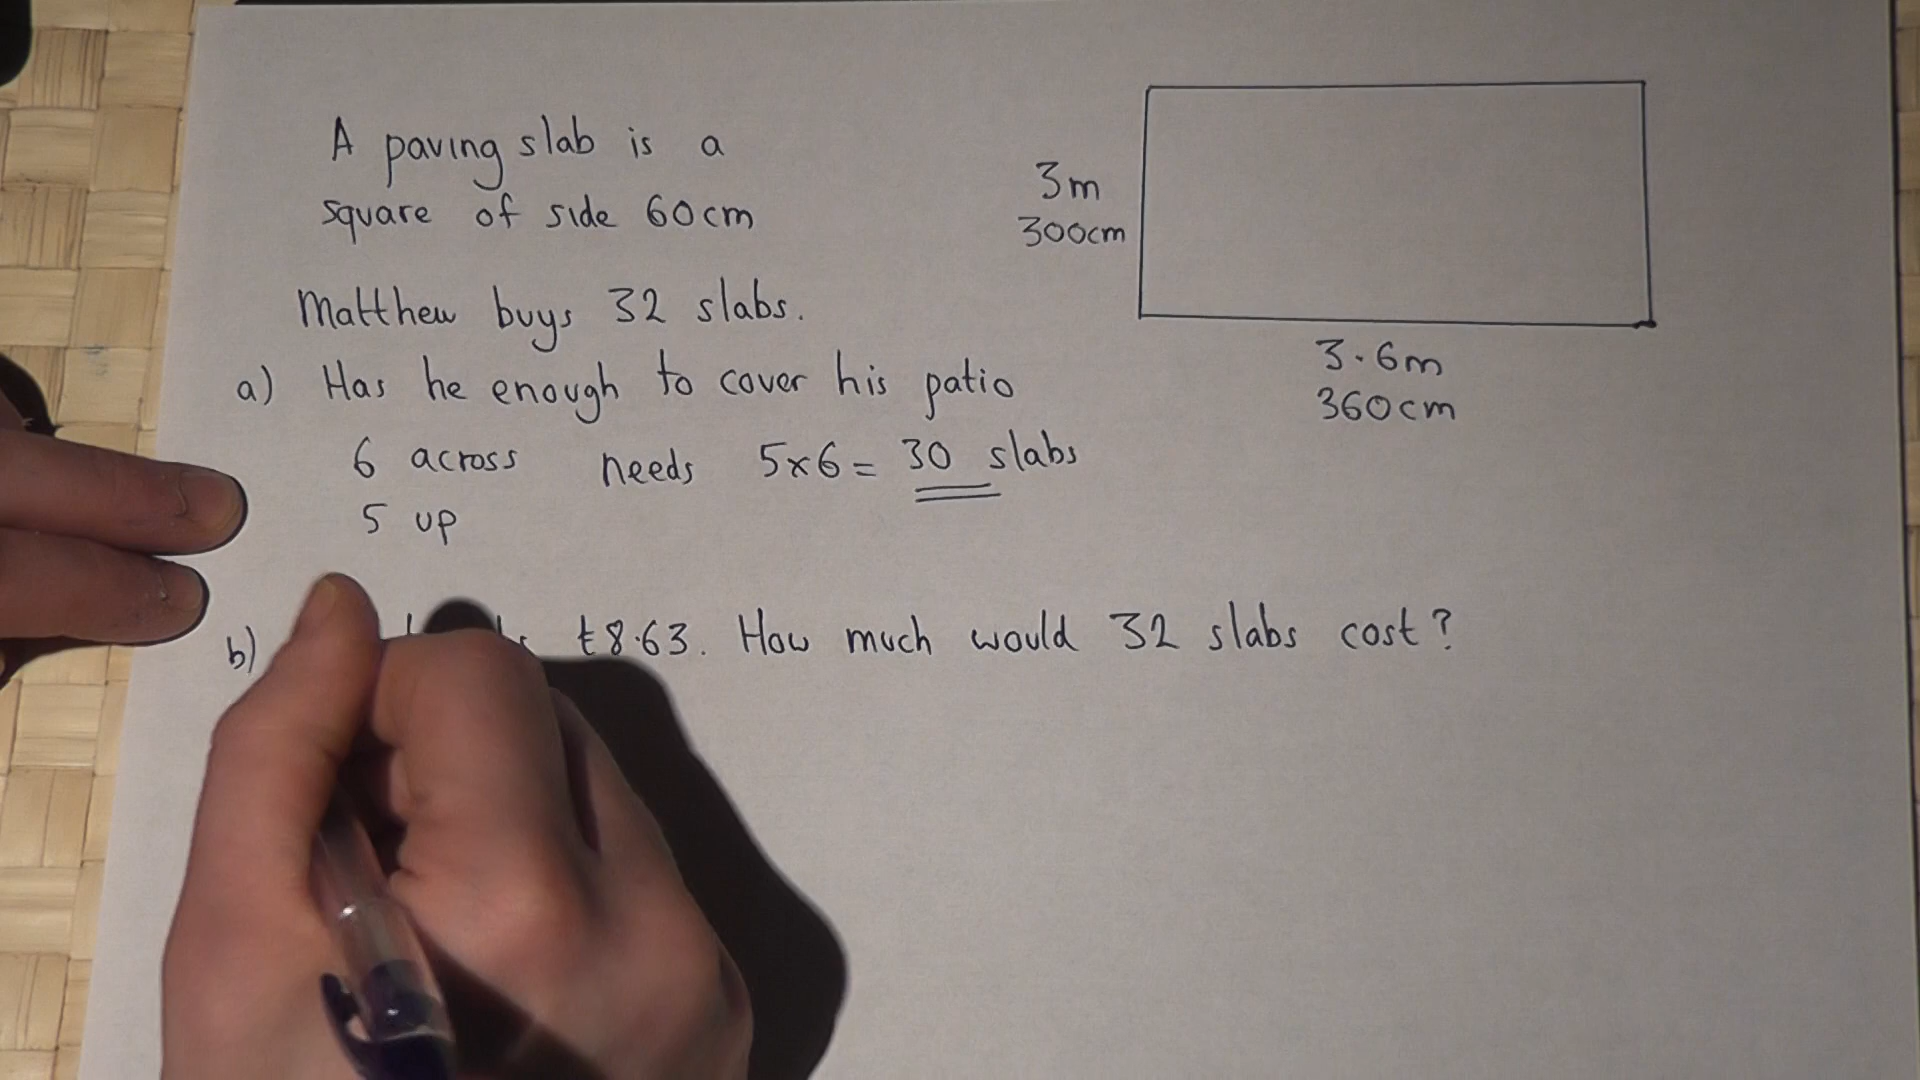 A paving slab is a
square of side 60cm
3m
300cm
Matthew buys 32 slabs.
3.6m
360cm
a) Has he enough to cover his patio
6 across needs 5x6 = 30 slabs
5 up
b) £8.63. How much would 32 slabs cost?